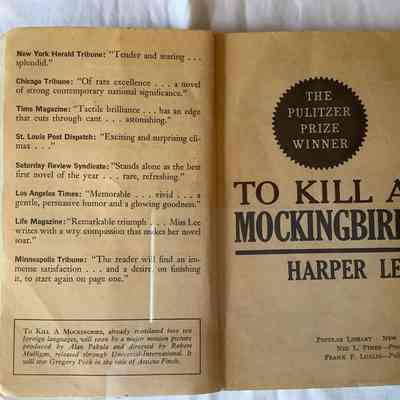 New York Herald Tribune: "Tender and searing . . .
splendid."
Chicago Tribune: "Of rare excellence . . . a novel
of strong contemporary national significance."
Time Magazine: "Tactile brilliance . . . has an edge
that cuts through cant . . . astonishing."
St. Louis Post Dispatch: "Exciting and surprising cli-
max . . ."
Saturday Review Syndicate: "Stands alone as the best
first novel of the year . . . rare, refreshing."
Los Angeles Times: "Memorable . . . vivid . . . a
gentle, persuasive humor and a glowing goodness."
Life Magazine: "Remarkable triumph . . . Miss Lee
writes with a wry compassion that makes her novel
soar."
Minneapolis Tribune: "The reader will find an im-
mense satisfaction . . . and a desire, on finishing
it, to start again on page one."
To Kill A Mockingbird, already translated into ten
foreign languages, will soon be a major motion picture
produced by Alan Pakula and directed by Robert
Mulligan, released through Universal-International. It
will star Gregory Peck in the role of Atticus Finch.
THE
PULITZER
PRIZE
WINNER
TO KILL A
MOCKINGBIRD
HARPER LE
Popular Library · New
Ned L. Pines—
Frank P. Lualdi—